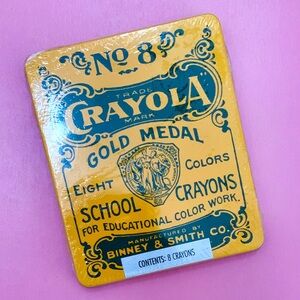 No 8
TRADE
"CRAYOLA"
MARK
GOLD MEDAL
EIGHT COLORS
SCHOOL CRAYONS
FOR EDUCATIONAL COLOR WORK.
MANUFACTURED BY
BINNEY & SMITH CO.
CONTENTS: 8 CRAYONS